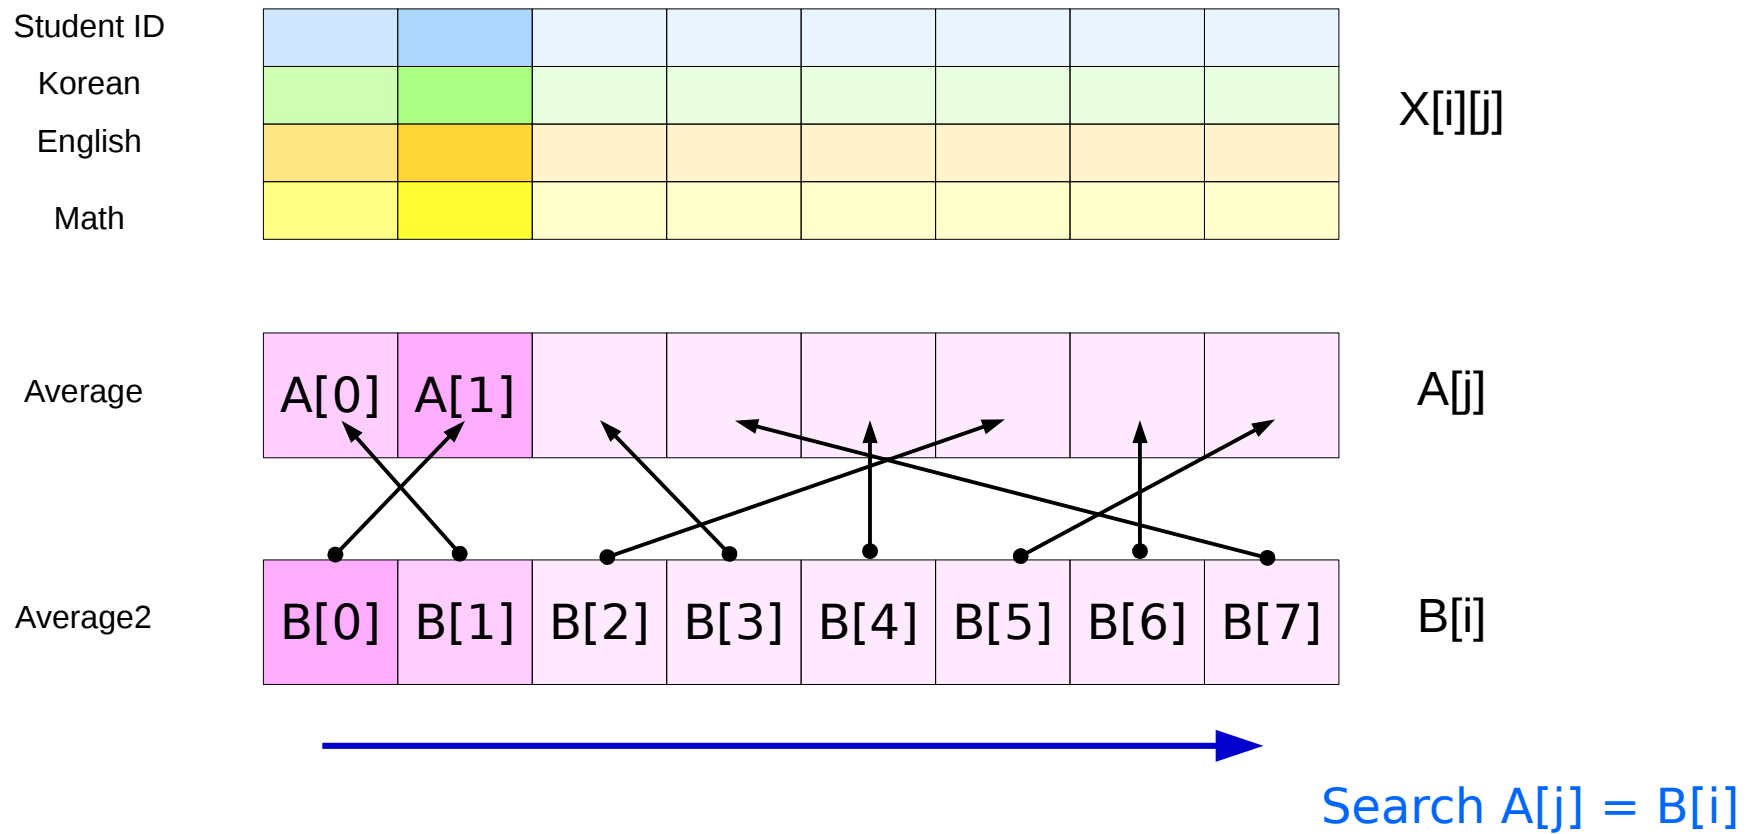 Student ID
Korean
English
Math
X[i][j]
Average
A[0] A[1]
A[j]
Average2
B[0] B[1] B[2] B[3] B[4] B[5] B[6] B[7]
B[i]
Search A[j] = B[i]